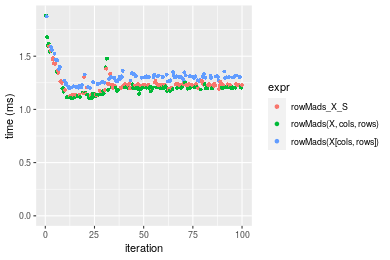 1.5
1.0
0.5
0.0
time (ms)
0
25
50
75
100
iteration
expr
rowMads_X_S
rowMads(X, cols, rows)
rowMads(X[cols, rows])